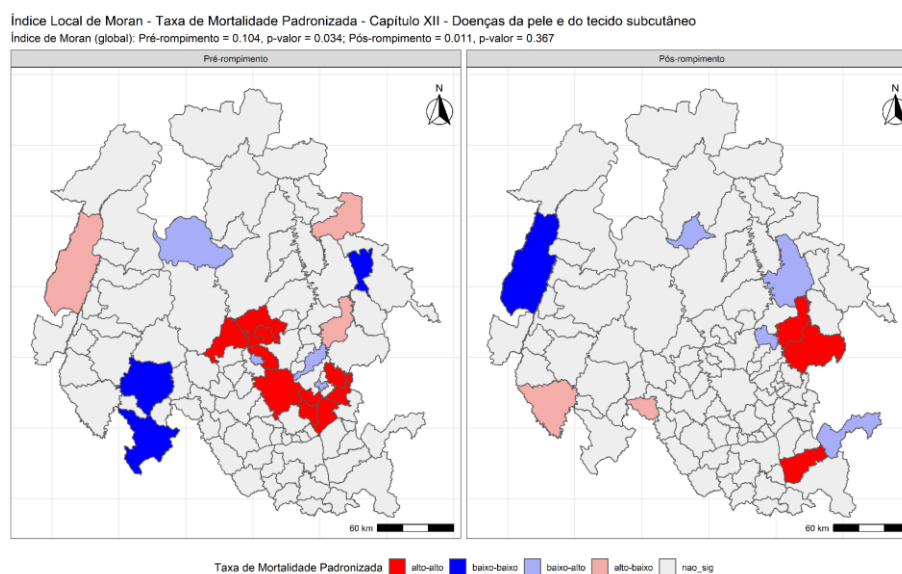 Índice Local de Moran - Taxa de Mortalidade Padronizada - Capítulo XII - Doenças da pele e do tecido subcutâneo
Índice de Moran (global): Pré-rompimento = 0.104, p-valor = 0.034; Pós-rompimento = 0.011, p-valor = 0.367
Pré-rompimento
Pós-rompimento
N
N
60 km
60 km
Taxa de Mortalidade Padronizada alto-alto baixo-baixo baixo-alto alto-baixo nao_sig